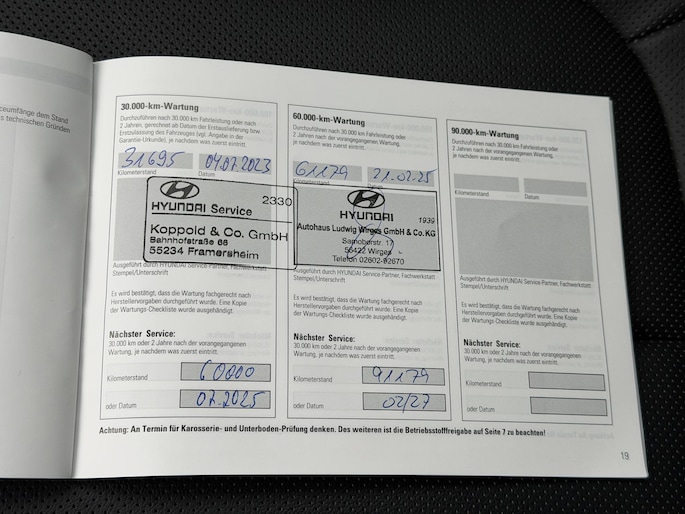 ceumfänge dem Stand
s technischen Gründen
30.000-km-Wartung
Durchzuführen nach 30.000 km Fahrleistung oder nach
2 Jahren, gerechnet ab Datum der Erstauslieferung bzw.
Erstzulassung des Fahrzeuges (vgl. Angabe in der
Garantie-Urkunde), je nachdem was zuerst eintritt.
31695 04.07.2023
Kilometerstand Datum
HYUNDAI Service 2330
Koppold & Co. GmbH
Bahnhofstraße 66
55234 Framersheim
Ausgeführt durch HYUNDAI Service Partner, Fachwerkstatt
Stempel/Unterschrift
Es wird bestätigt, dass die Wartung fachgerecht nach
Herstellervorgaben durchgeführt wurde. Eine Kopie
der Wartungs-Checkliste wurde ausgehändigt.
Nächster Service:
30.000 km oder 2 Jahre nach der vorangegangenen
Wartung, je nachdem was zuerst eintritt.
Kilometerstand 60000
oder Datum 07.2025
60.000-km-Wartung
Durchzuführen nach 30.000 km Fahrleistung oder
2 Jahren nach der vorangegangenen Wartung,
je nachdem was zuerst eintritt.
61179 21.02.25
Kilometerstand Datum
HYUNDAI 1939
Autohaus Ludwig Wirges GmbH & Co. KG
56422 Wirges
Telefon 02602-92670
Ausgeführt durch HYUNDAI Service Partner, Fachwerkstatt
Stempel/Unterschrift
Es wird bestätigt, dass die Wartung fachgerecht nach
Herstellervorgaben durchgeführt wurde. Eine Kopie
der Wartungs-Checkliste wurde ausgehändigt.
Nächster Service:
30.000 km oder 2 Jahre nach der vorangegangenen
Wartung, je nachdem was zuerst eintritt.
Kilometerstand 91179
oder Datum 02/27
90.000-km-Wartung
Durchzuführen nach 30.000 km Fahrleistung oder
2 Jahren nach der vorangegangenen Wartung,
je nachdem was zuerst eintritt.
Kilometerstand Datum
Ausgeführt durch HYUNDAI Service Partner, Fachwerkstatt
Stempel/Unterschrift
Es wird bestätigt, dass die Wartung fachgerecht nach
Herstellervorgaben durchgeführt wurde. Eine Kopie
der Wartungs-Checkliste wurde ausgehändigt.
Nächster Service:
30.000 km oder 2 Jahre nach der vorangegangenen
Wartung, je nachdem was zuerst eintritt.
Kilometerstand
oder Datum
Achtung: An Termin für Karosserie- und Unterboden-Prüfung denken. Des weiteren ist die Betriebsstofffreigabe auf Seite 7 zu beachten!
19